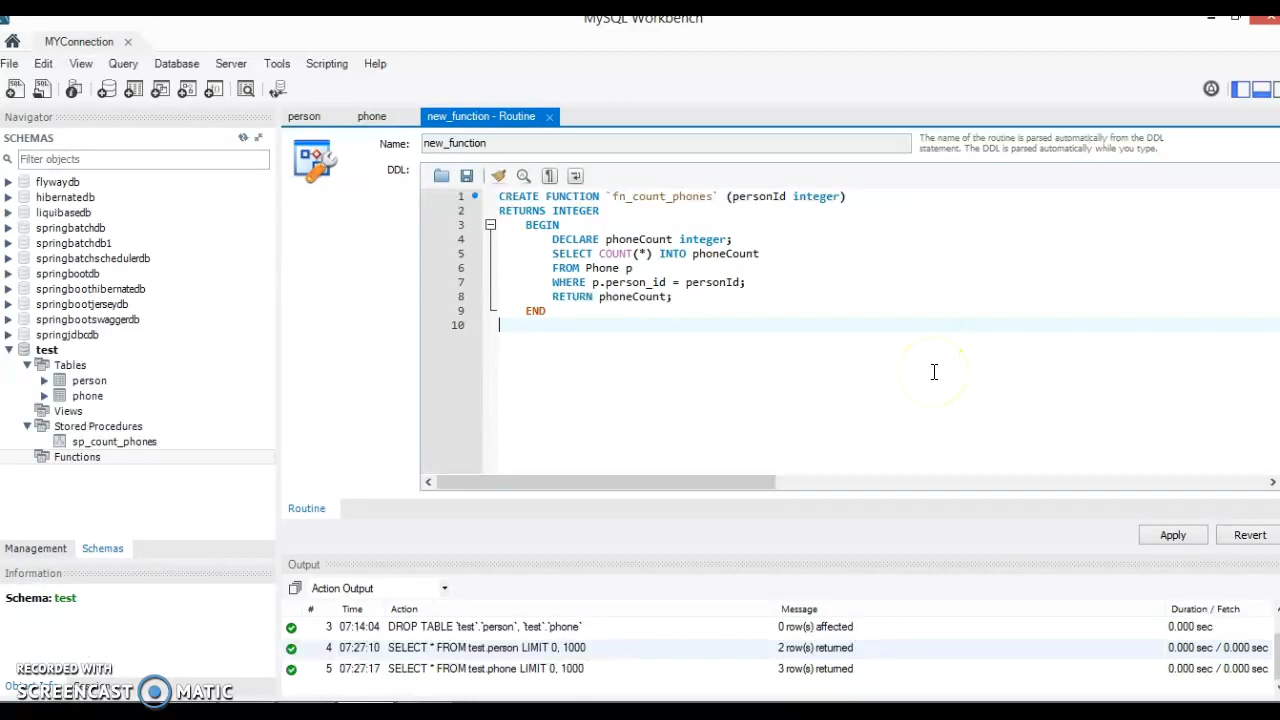 MySQL Workbench
MYConnection
File Edit View Query Database Server Tools Scripting Help
Navigator
SCHEMAS
Filter objects
flywaydb
hibernatedb
liquibasedb
springbatchdb
springbatchdb1
springbatchschedulerdb
springbootdb
springboothibernatedb
springbootjerseydb
springbootswaggerdb
springjdbcdb
test
Tables
person
phone
Views
Stored Procedures
sp_count_phones
Functions
Management Schemas
Information
Schema: test
person phone new_function - Routine
Name: new_function
The name of the routine is parsed automatically from the DDL
statement. The DDL is parsed automatically while you type.
DDL:
1 CREATE FUNCTION `fn_count_phones` (personId integer)
2 RETURNS INTEGER
3 BEGIN
4 DECLARE phoneCount integer;
5 SELECT COUNT(*) INTO phoneCount
6 FROM Phone p
7 WHERE p.person_id = personId;
8 RETURN phoneCount;
9 END
10
Routine
Apply Revert
Output
Action Output
# Time Action Message Duration / Fetch
3 07:14:04 DROP TABLE `test`.`person`, `test`.`phone` 0 row(s) affected 0.000 sec
4 07:27:10 SELECT * FROM test.person LIMIT 0, 1000 2 row(s) returned 0.000 sec / 0.000 sec
5 07:27:17 SELECT * FROM test.phone LIMIT 0, 1000 3 row(s) returned 0.000 sec / 0.000 sec
RECORDED WITH
SCREENCAST MATIC